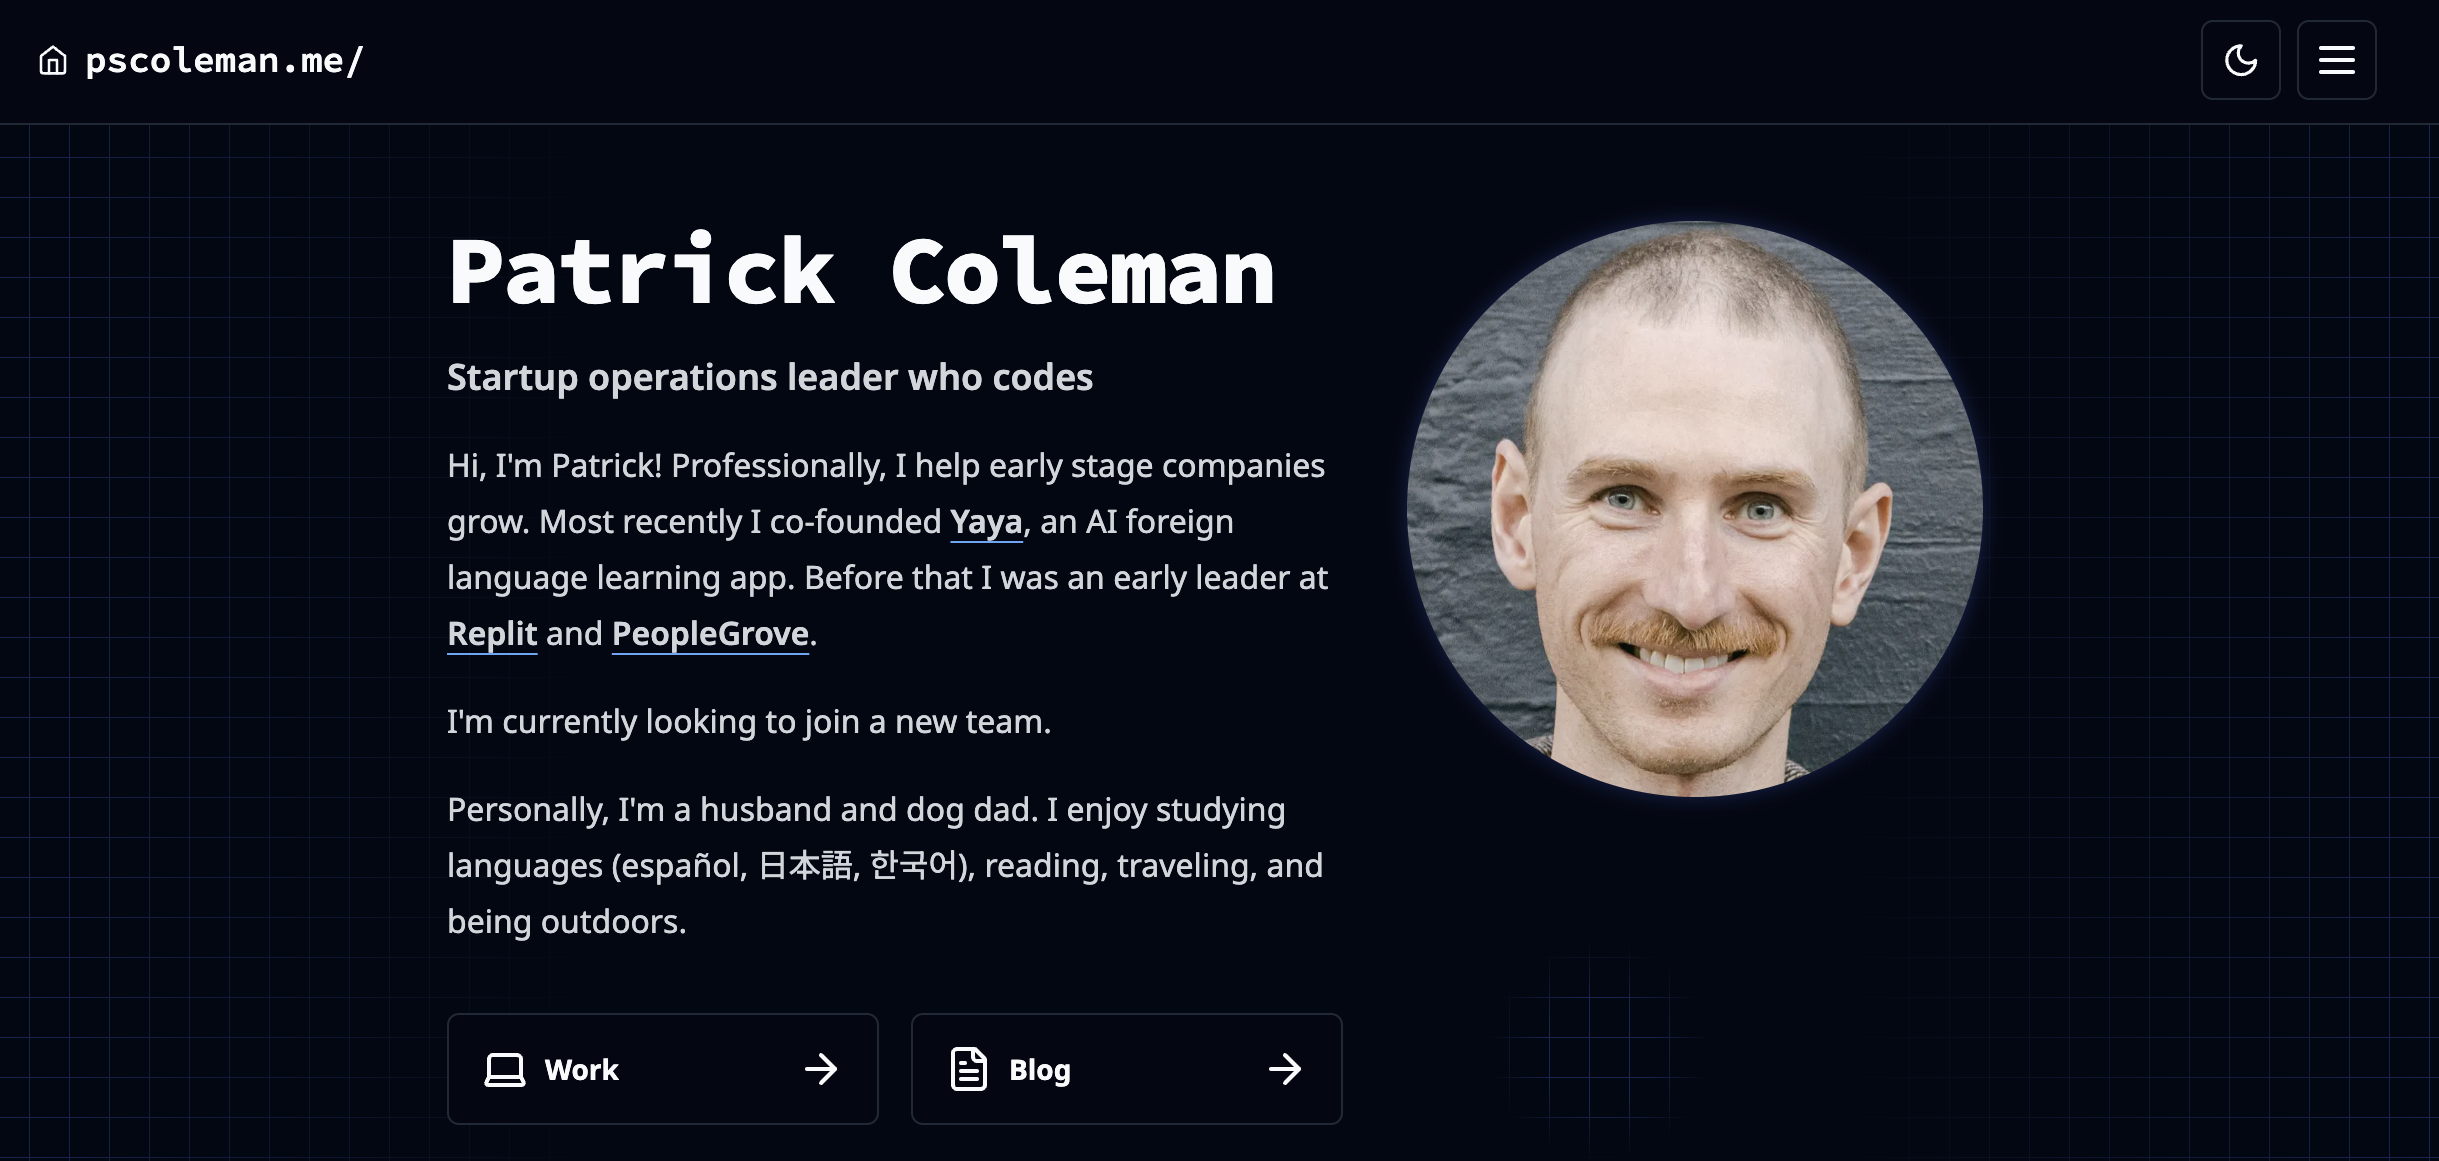 pscoleman.me/
Patrick Coleman
Startup operations leader who codes
Hi, I'm Patrick! Professionally, I help early stage companies
grow. Most recently I co-founded Yaya, an AI foreign
language learning app. Before that I was an early leader at
Replit and PeopleGrove.
I'm currently looking to join a new team.
Personally, I'm a husband and dog dad. I enjoy studying
languages (español, 日本語, 한국어), reading, traveling, and
being outdoors.
Work
Blog